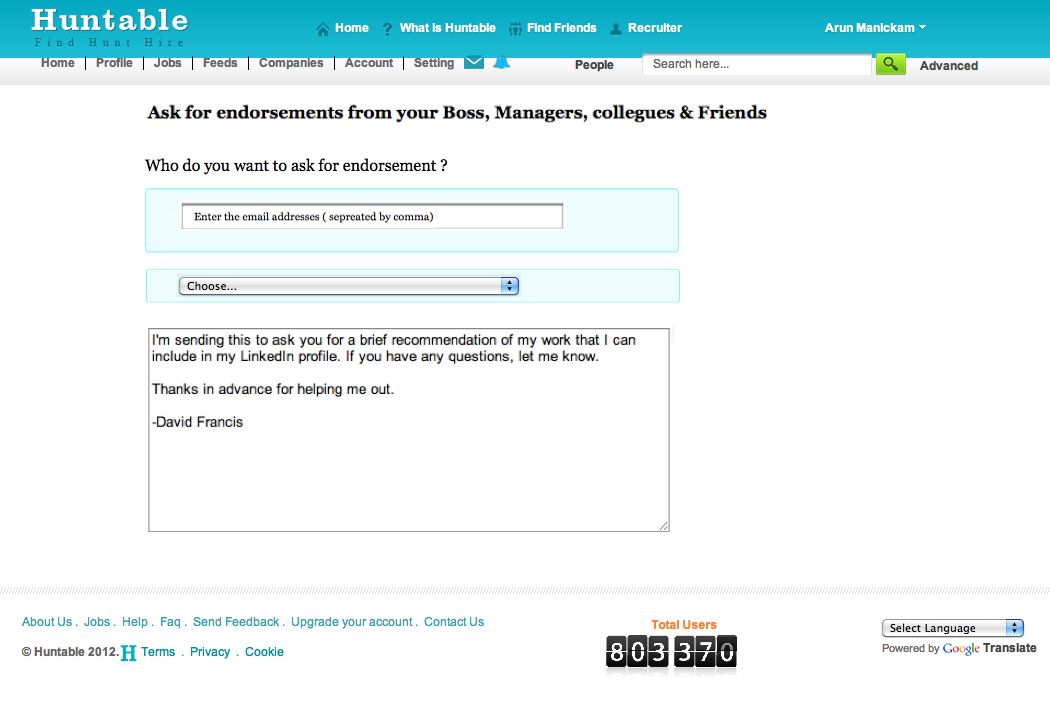 Huntable
Find Hunt Hire
Home ? What is Huntable Find Friends Recruiter Arun Manickam
Home Profile Jobs Feeds Companies Account Setting People Search here... Advanced
Ask for endorsements from your Boss, Managers, collegues & Friends
Who do you want to ask for endorsement ?
Enter the email addresses ( sepreated by comma)
Choose...
I'm sending this to ask you for a brief recommendation of my work that I can
include in my LinkedIn profile. If you have any questions, let me know.
Thanks in advance for helping me out.
-David Francis
About Us . Jobs . Help . Faq . Send Feedback . Upgrade your account . Contact Us
© Huntable 2012. H Terms . Privacy . Cookie
Total Users
803 370
Select Language
Powered by Google Translate